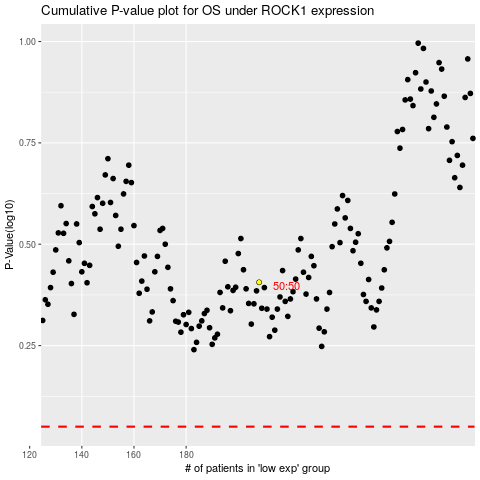 Cumulative P-value plot for OS under ROCK1 expression
P-Value(log10)
1.00
0.75
0.50
0.25
50:50
120 140 160 180
# of patients in 'low exp' group